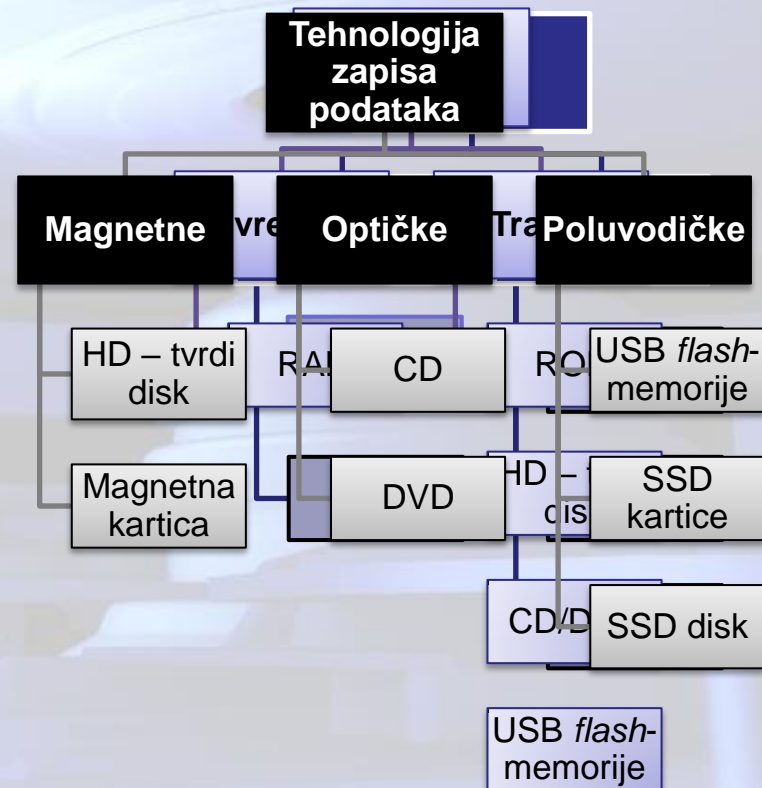 Tehnologija
zapisa
podataka
Magnetne
Optičke
Poluvodičke
HD – tvrdi
disk
CD
USB flash-
memorije
Magnetna
kartica
DVD
SSD
kartice
SSD disk
USB flash-
memorije